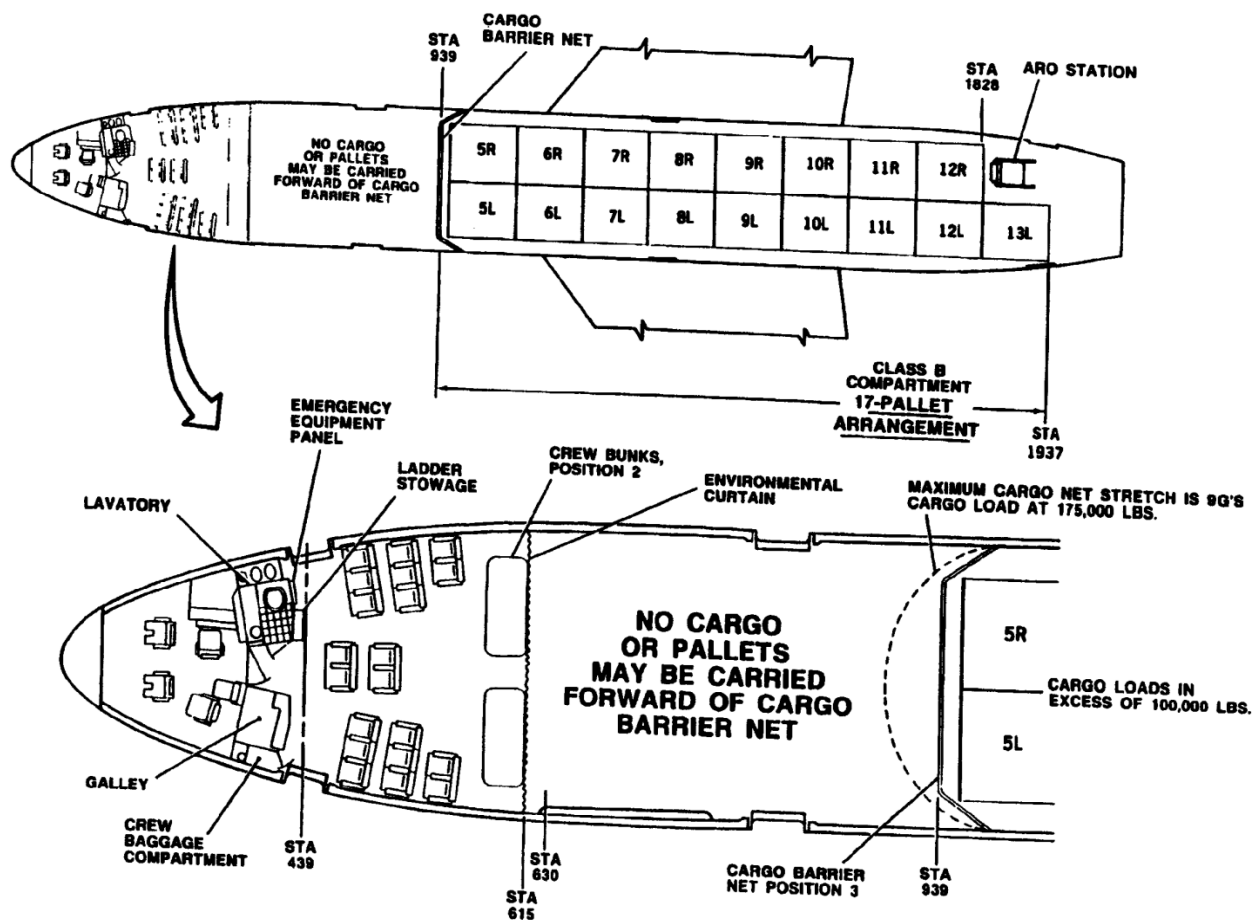 CARGO
BARRIER NET
STA
939
STA
1828
ARO STATION
NO CARGO
OR PALLETS
MAY BE CARRIED
FORWARD OF CARGO
BARRIER NET
5R
6R
7R
8R
9R
10R
11R
12R
5L
6L
7L
8L
9L
10L
11L
12L
13L
CLASS B
COMPARTMENT
17-PALLET
ARRANGEMENT
STA
1937
EMERGENCY
EQUIPMENT
PANEL
LADDER
STOWAGE
CREW BUNKS,
POSITION 2
ENVIRONMENTAL
CURTAIN
MAXIMUM CARGO NET STRETCH IS 9G'S
CARGO LOAD AT 175,000 LBS.
LAVATORY
NO CARGO
OR PALLETS
MAY BE CARRIED
FORWARD OF CARGO
BARRIER NET
5R
CARGO LOADS IN
EXCESS OF 100,000 LBS.
5L
GALLEY
CREW
BAGGAGE
COMPARTMENT
STA
439
STA
630
STA
615
CARGO BARRIER
NET POSITION 3
STA
939